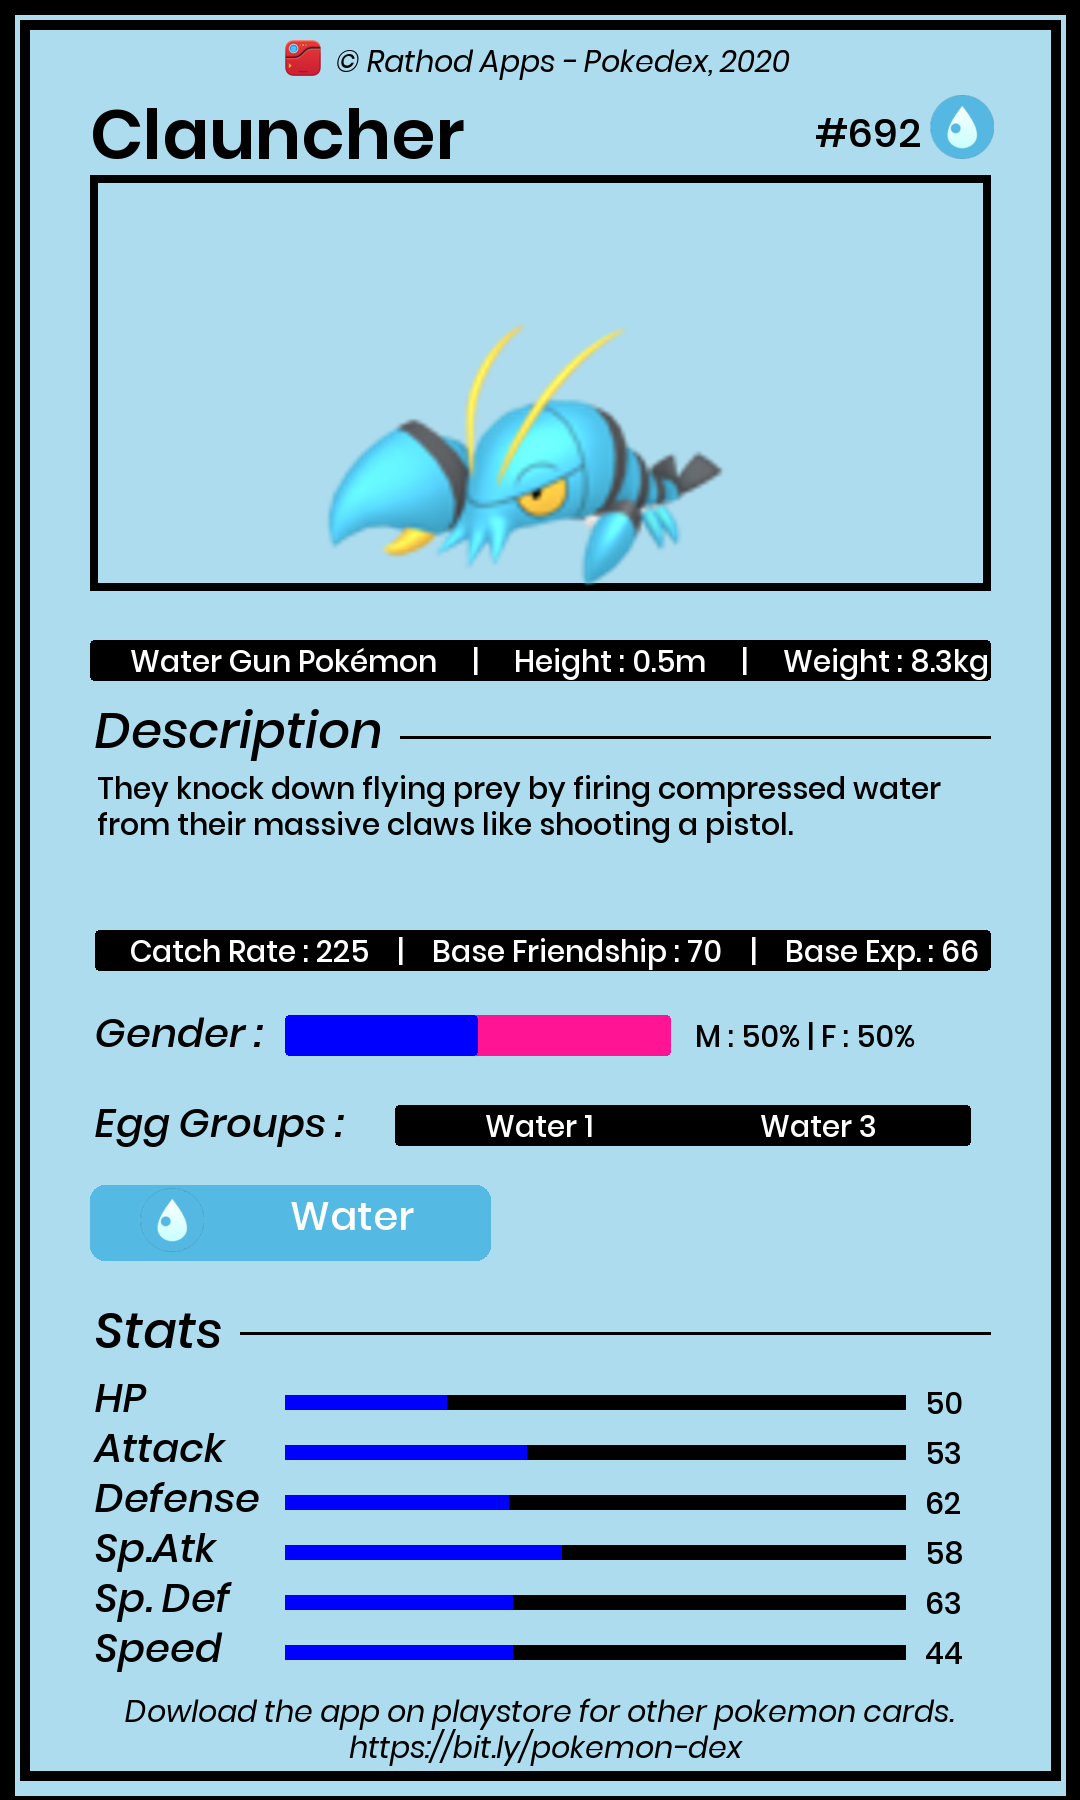 © Rathod Apps - Pokedex, 2020
Clauncher #692
Water Gun Pokémon | Height : 0.5m | Weight : 8.3kg
Description
They knock down flying prey by firing compressed water
from their massive claws like shooting a pistol.
Catch Rate : 225 | Base Friendship : 70 | Base Exp. : 66
Gender : M : 50% | F : 50%
Egg Groups : Water 1 Water 3
Water
Stats
HP 50
Attack 53
Defense 62
Sp.Atk 58
Sp. Def 63
Speed 44
Dowload the app on playstore for other pokemon cards.
https://bit.ly/pokemon-dex